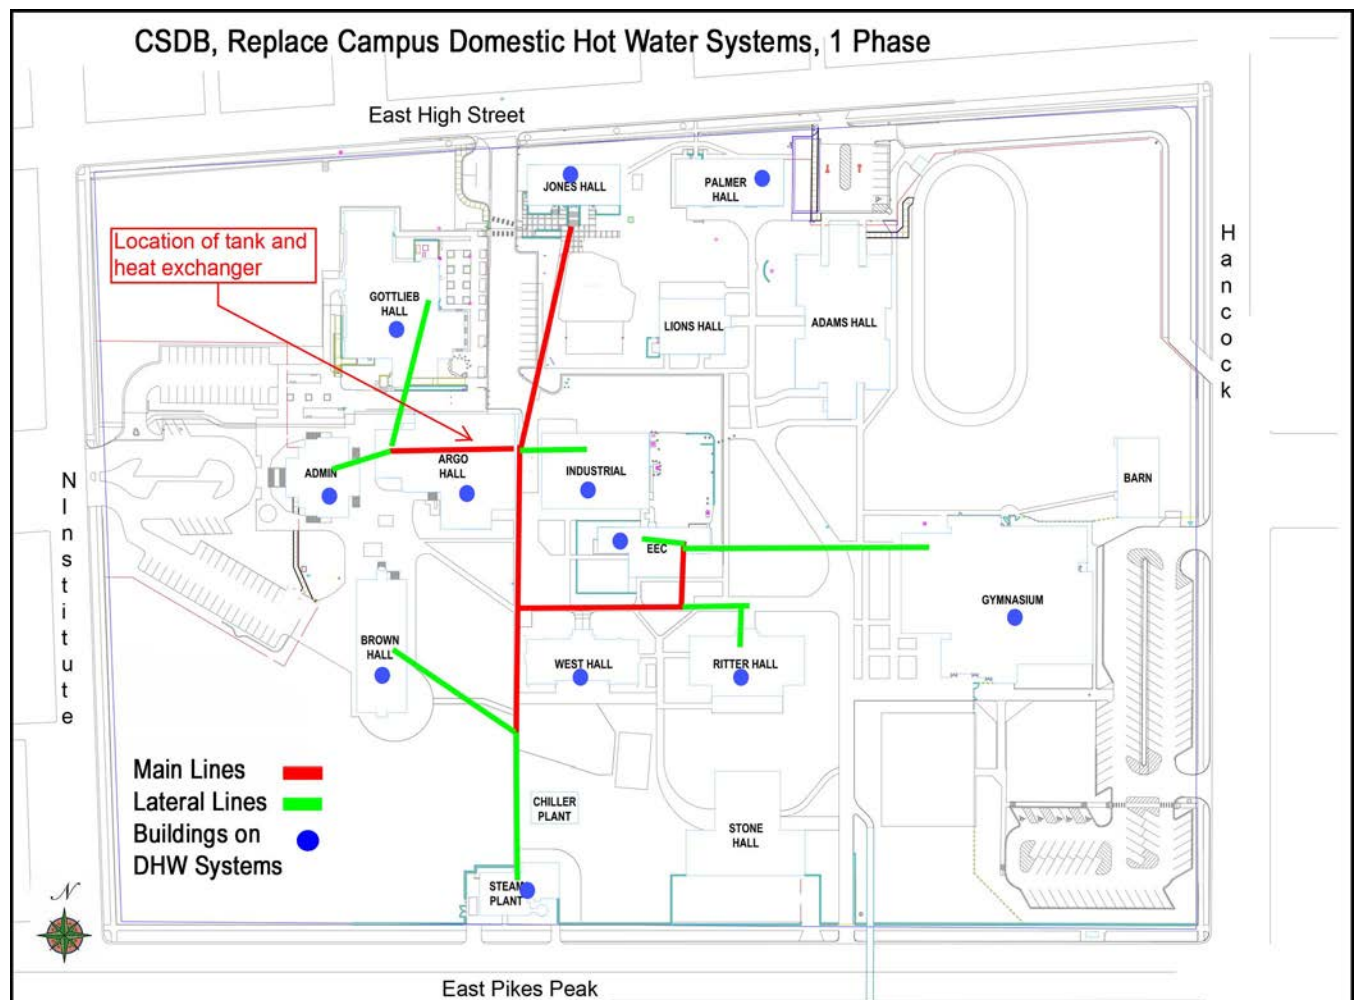 CSDB, Replace Campus Domestic Hot Water Systems, 1 Phase
East High Street
JONES HALL
PALMER
HALL
Hancock
Location of tank and
heat exchanger
GOTTLIEB
HALL
LIONS HALL
ADAMS HALL
ADMIN
ARGO
HALL
INDUSTRIAL
BARN
N Institute
EEC
GYMNASIUM
BROWN
HALL
WEST HALL
RITTER HALL
Main Lines
Lateral Lines
Buildings on
DHW Systems
CHILLER
PLANT
STONE
HALL
STEAM
PLANT
N
East Pikes Peak